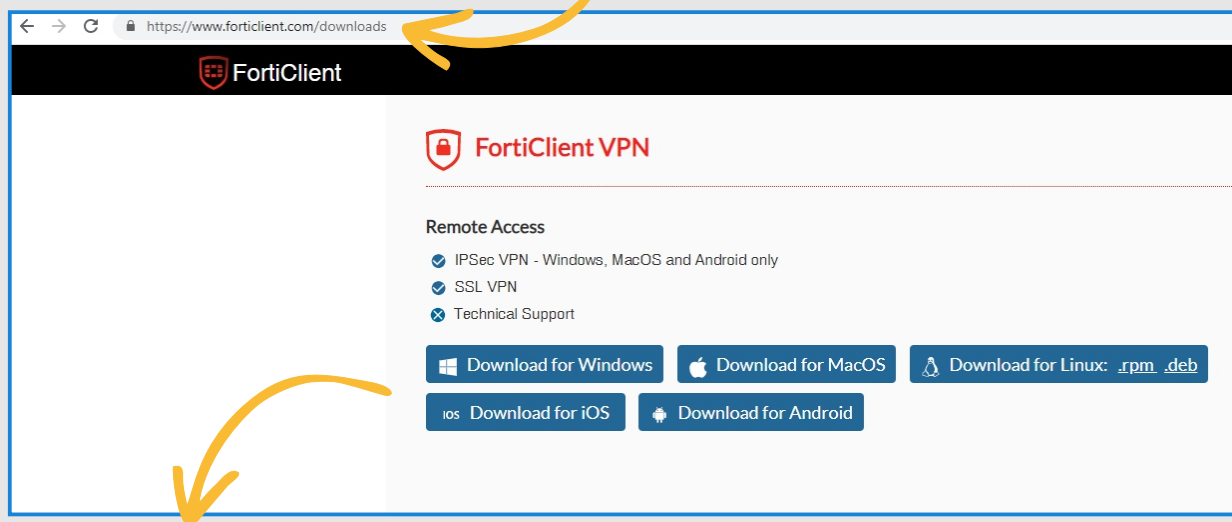 https://www.forticlient.com/downloads
FortiClient
FortiClient VPN
Remote Access
IPSec VPN - Windows, MacOS and Android only
SSL VPN
Technical Support
Download for Windows
Download for MacOS
Download for Linux: .rpm .deb
iOS Download for iOS
Download for Android